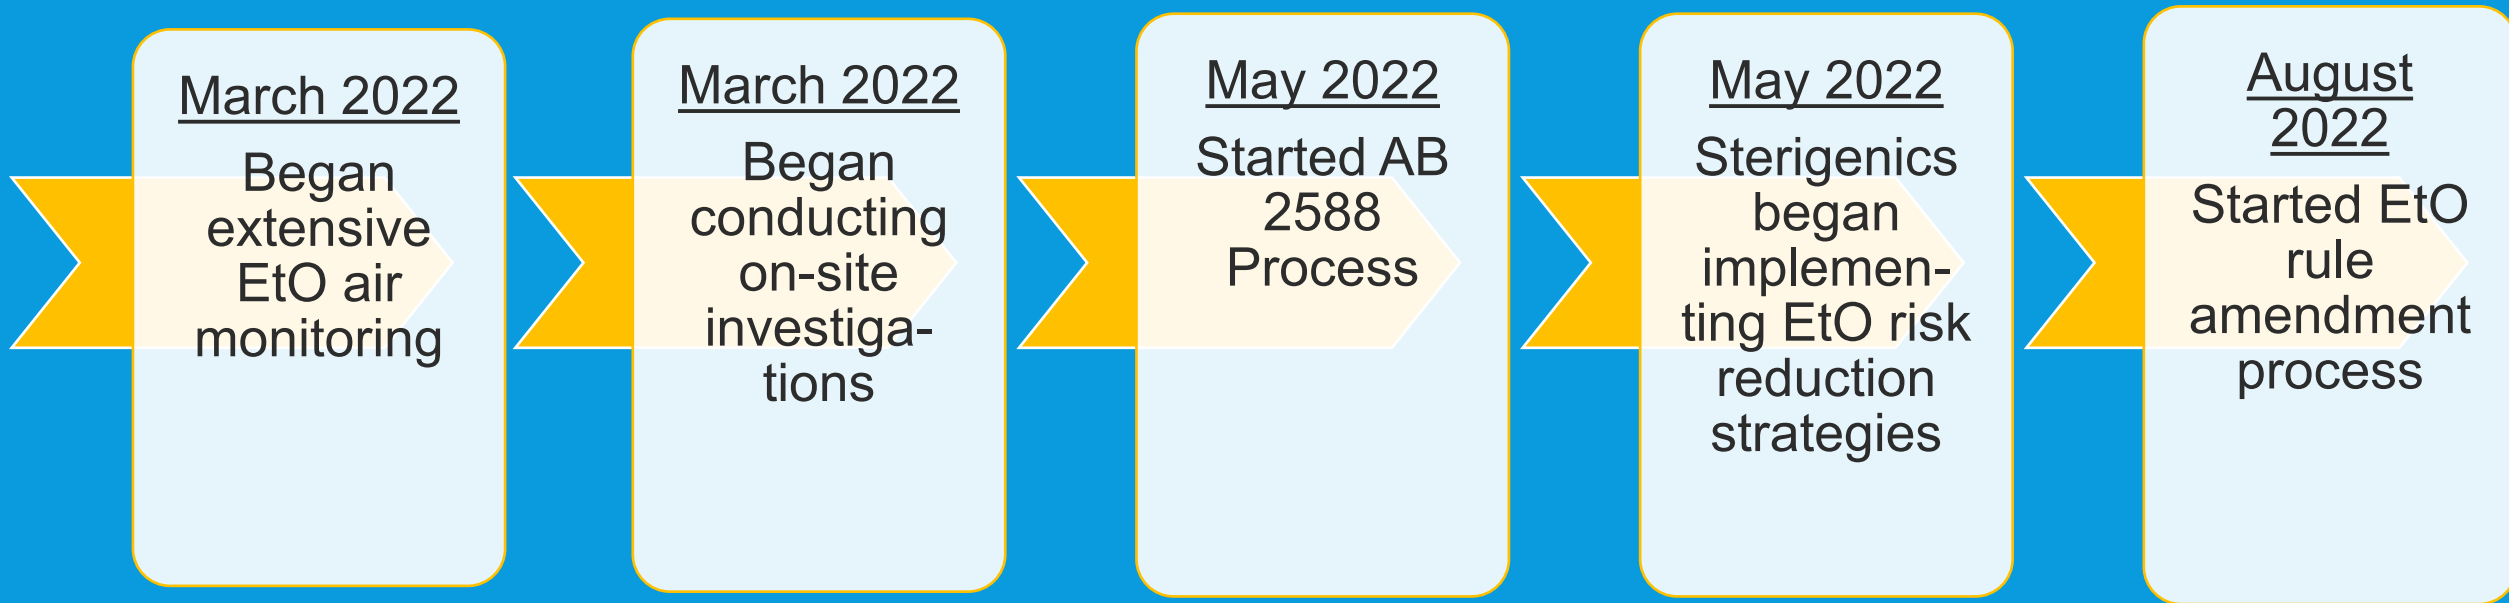 March 2022
Began
extensive
EtO air
monitoring
March 2022
Began
conducting
on-site
investiga-
tions
May 2022
Started AB
2588
Process
May 2022
Sterigenics
began
implemen-
ting EtO risk
reduction
strategies
August
2022
Started EtO
rule
amendment
process